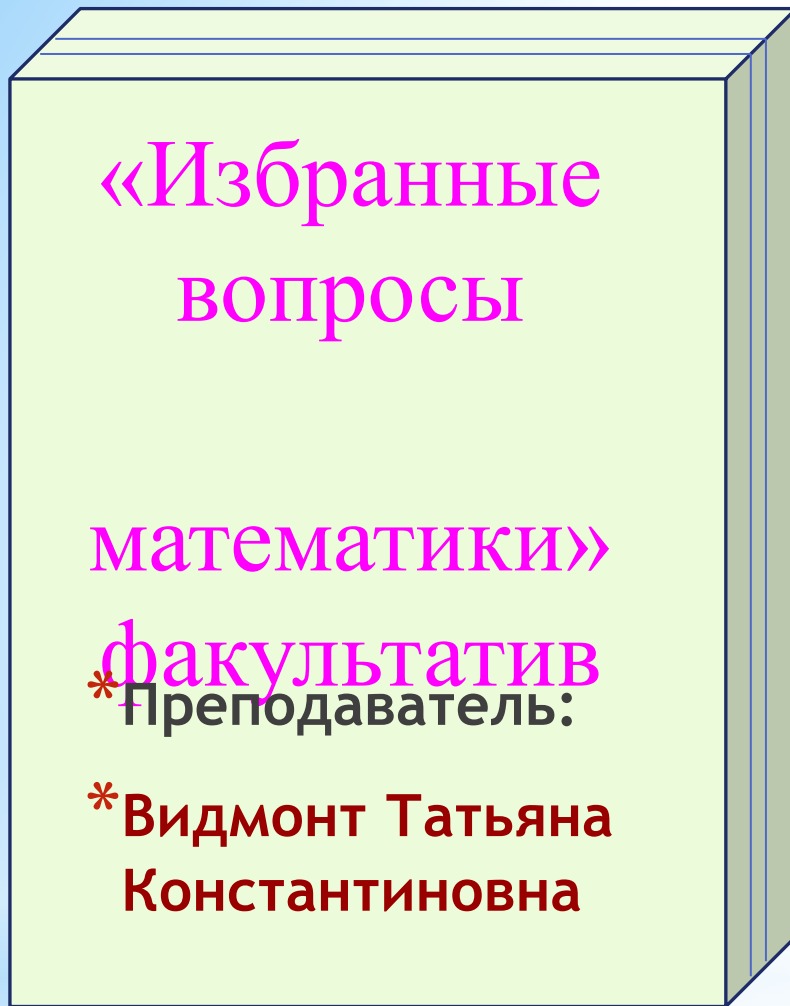 «Избранные
вопросы
математики»
факультатив
*Преподаватель:
*Видмонт Татьяна
Константиновна